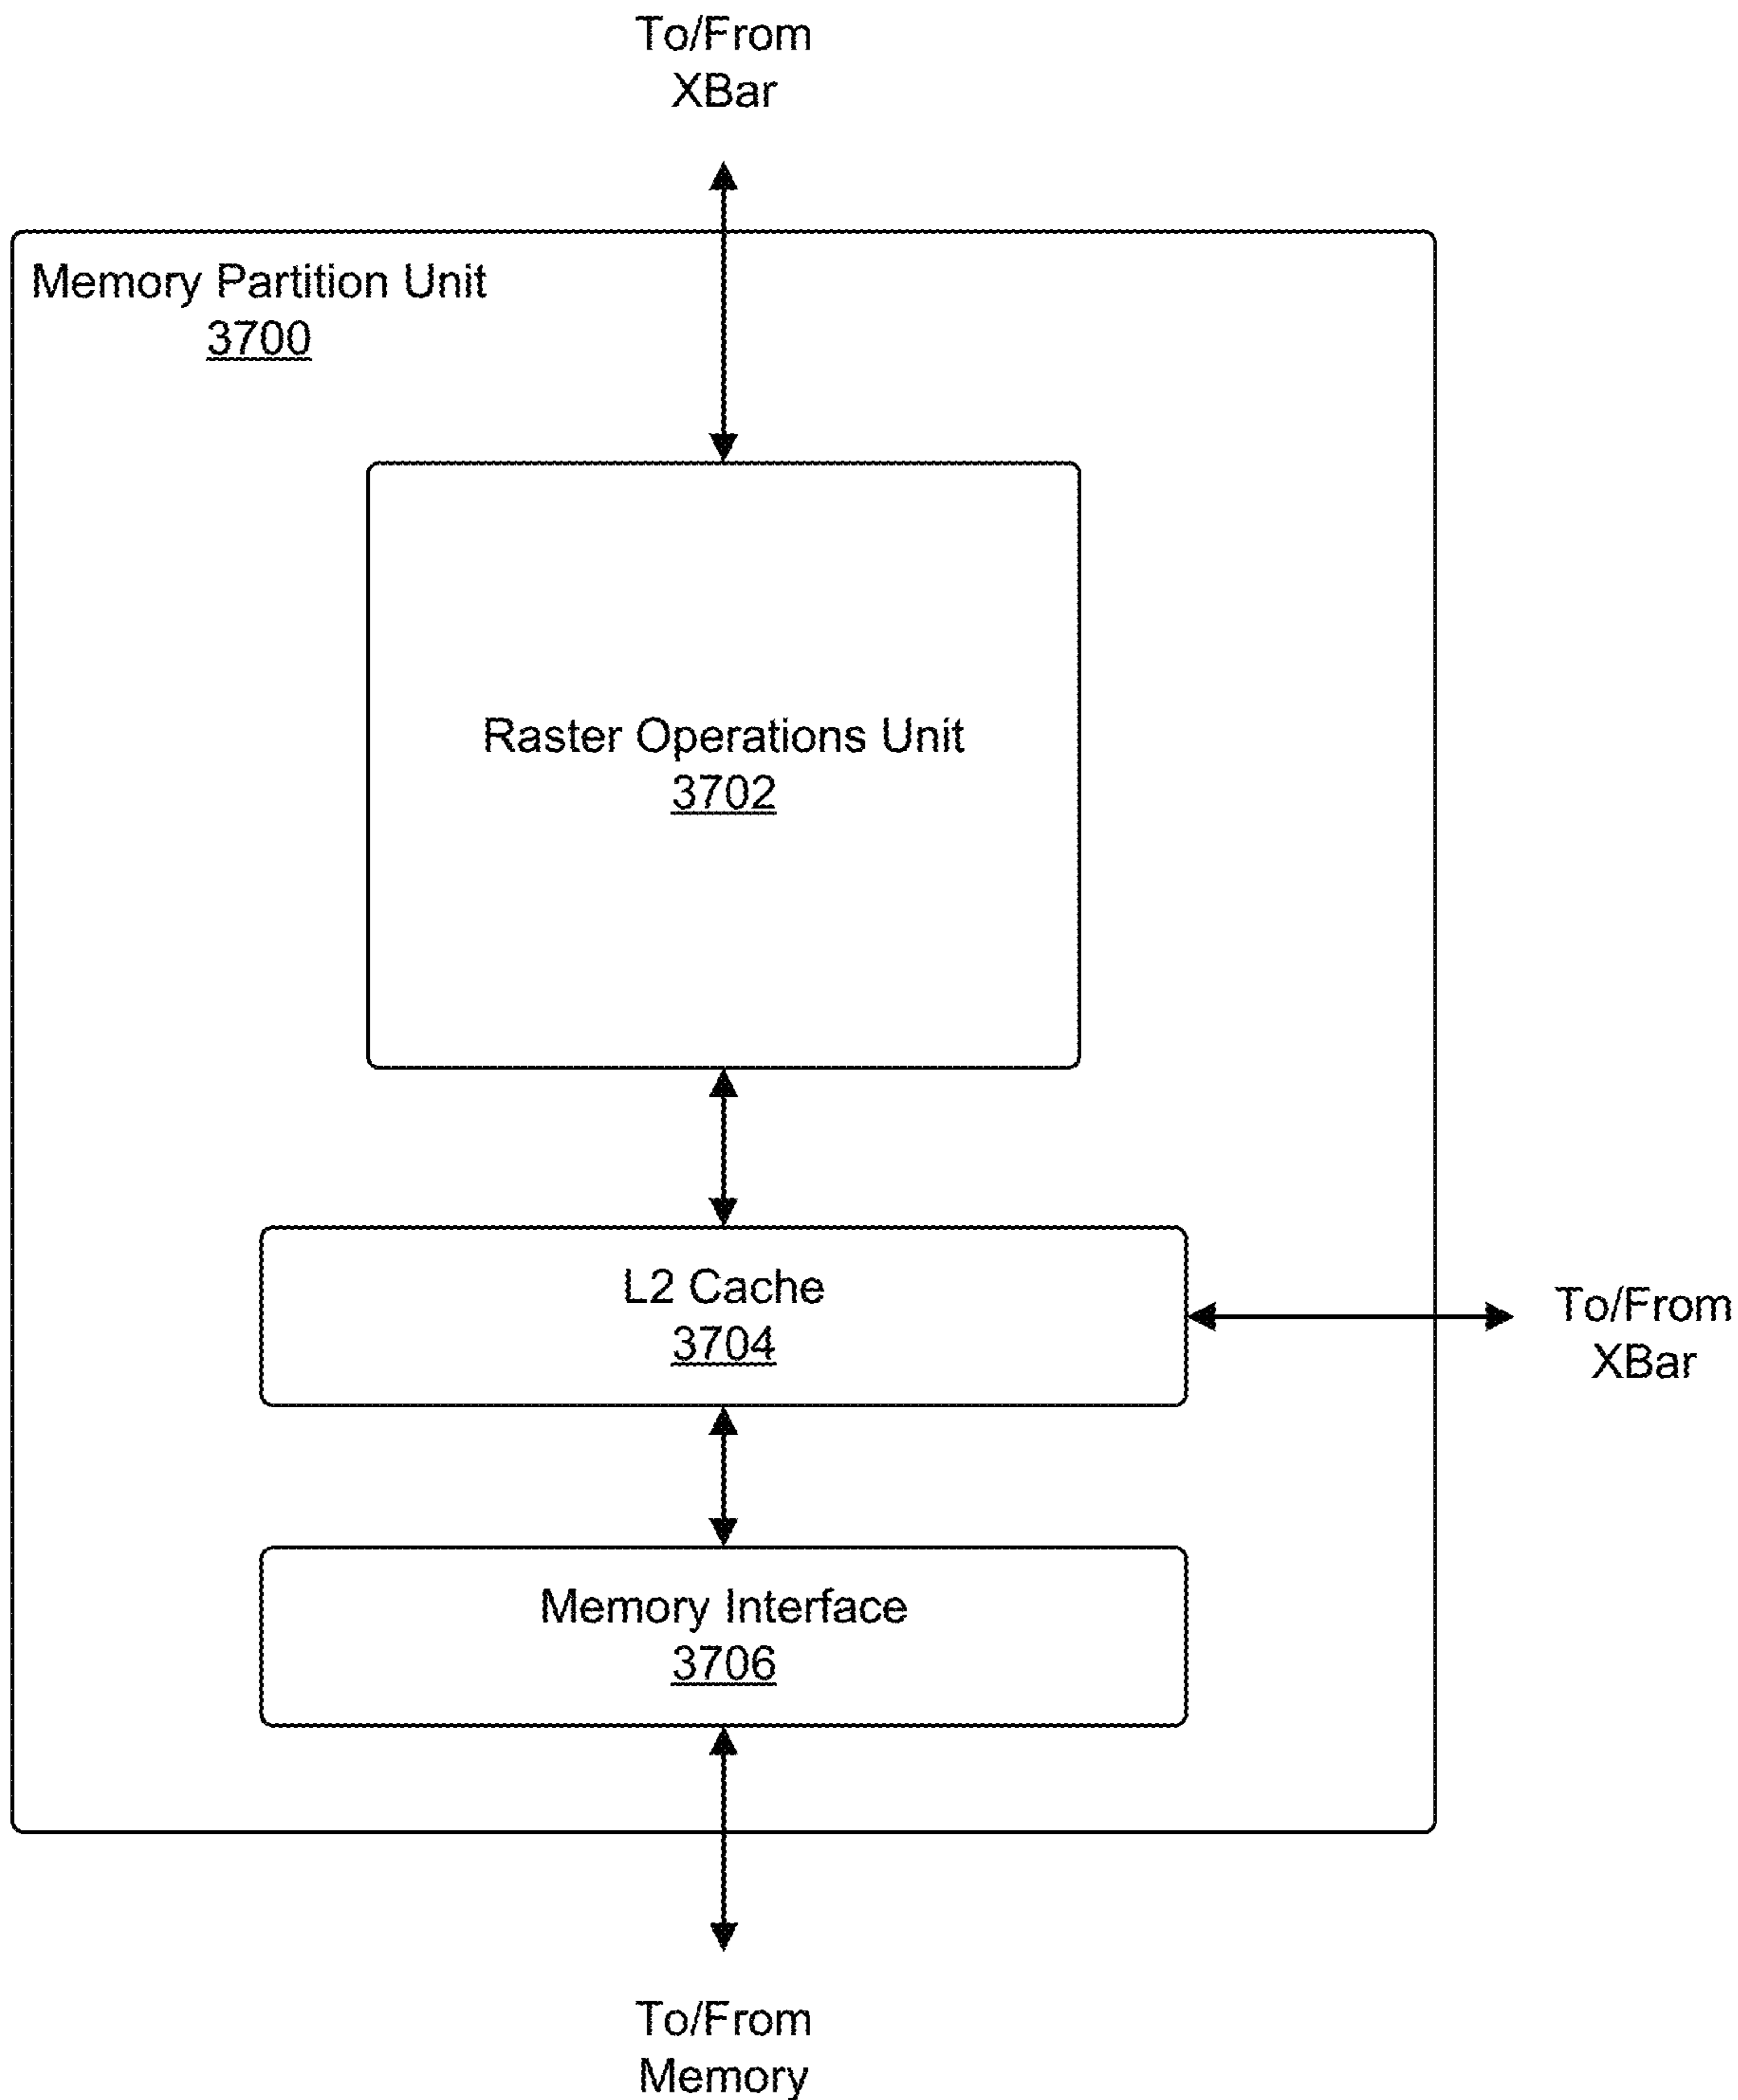 To/From
XBar
Memory Partition Unit
3700
Raster Operations Unit
3702
L2 Cache
3704
To/From
XBar
Memory Interface
3706
To/From
Memory